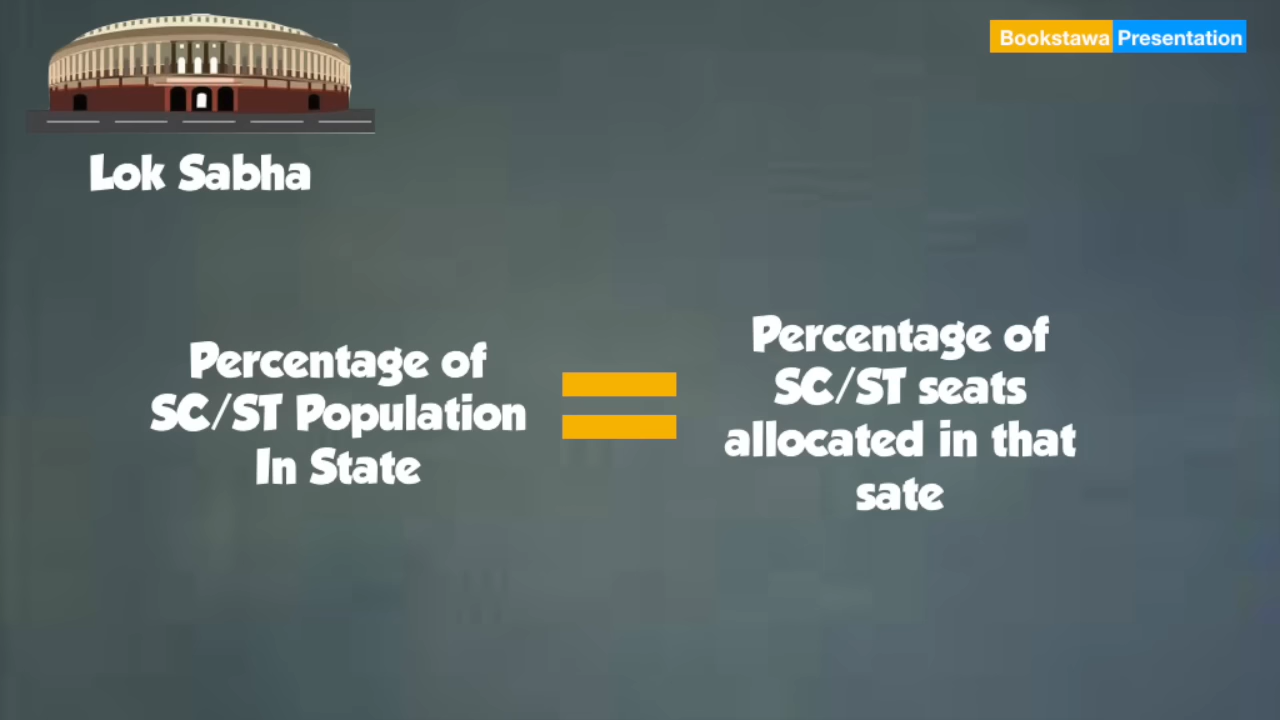 Bookstawa Presentation
Lok Sabha
Percentage of
SC/ST Population
In State
Percentage of
SC/ST seats
allocated in that
sate